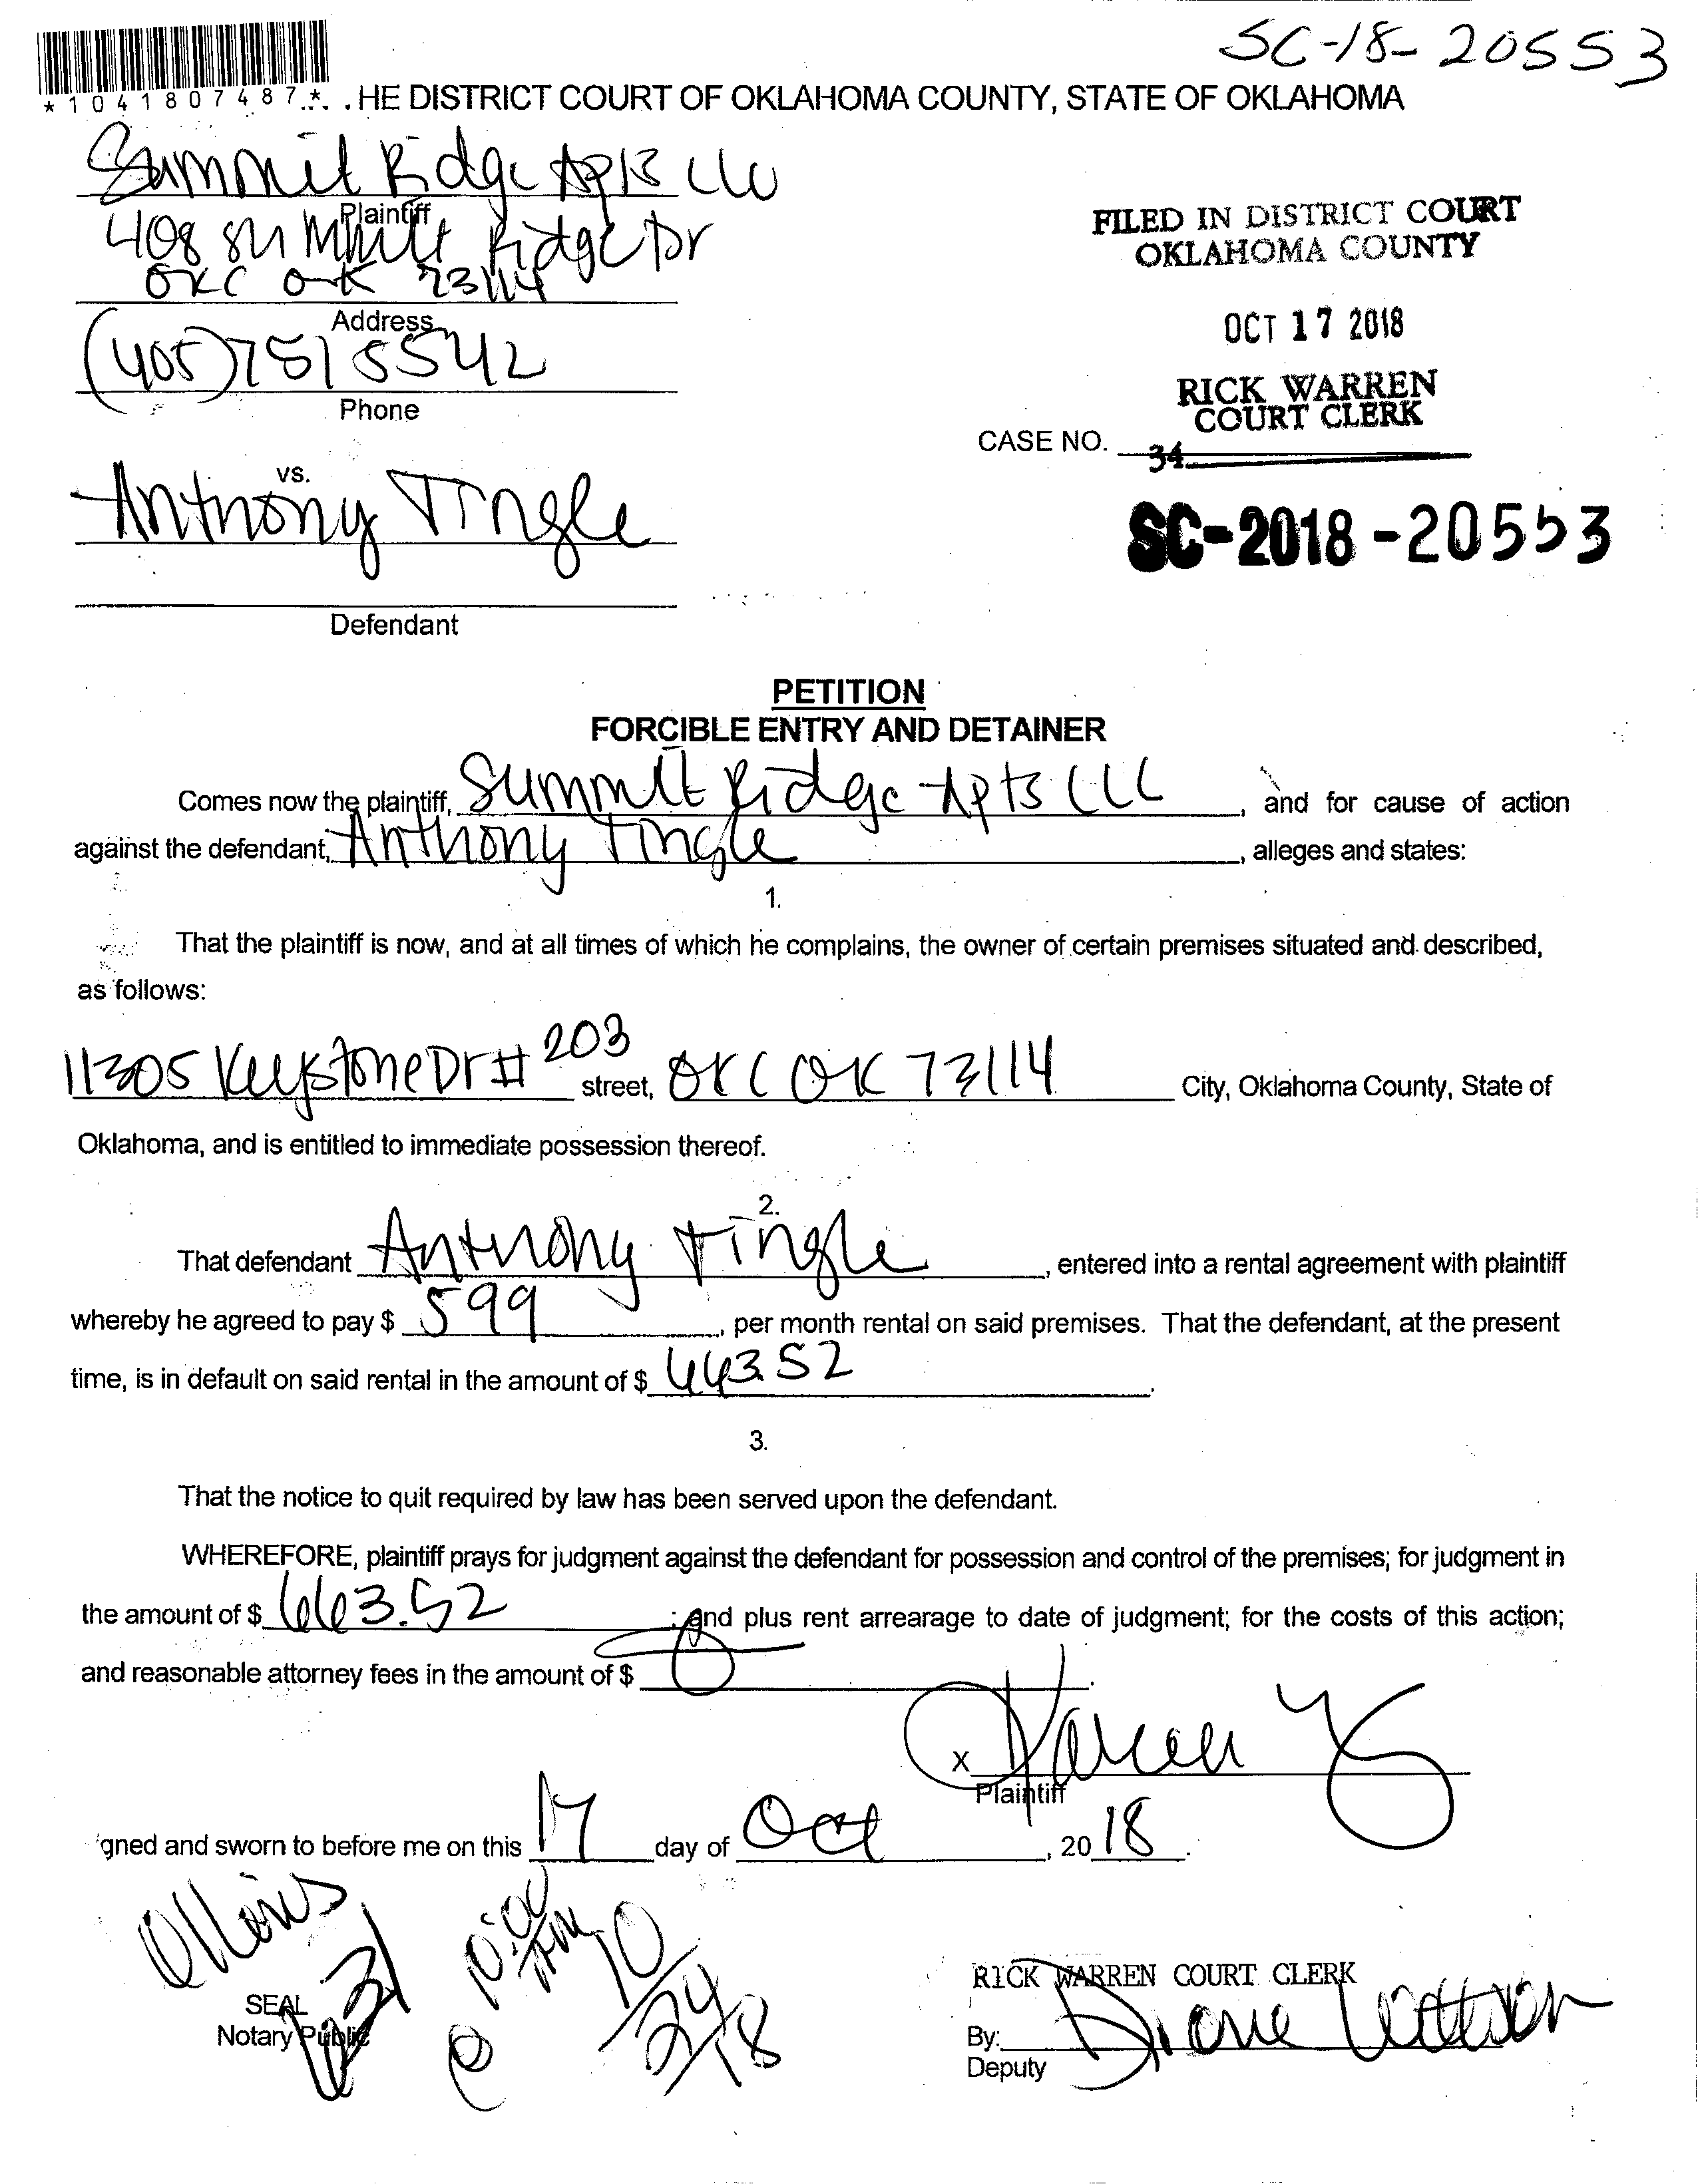 SC-18-20553
*1041807487*
HE DISTRICT COURT OF OKLAHOMA COUNTY, STATE OF OKLAHOMA
Summit Ridge Apts LLC
Plaintiff
408 Summit Ridge Dr
OKC OK 73114
Address
(405) 751 5542
Phone
FILED IN DISTRICT COURT
OKLAHOMA COUNTY
OCT 17 2018
RICK WARREN
COURT CLERK
CASE NO.
34
SC-2018-20553
vs.
Anthony Tingle
Defendant
PETITION
FORCIBLE ENTRY AND DETAINER
Comes now the plaintiff, Summit Ridge Apts LLC, and for cause of action
against the defendant, Anthony Tingle, alleges and states:
1.
That the plaintiff is now, and at all times of which he complains, the owner of certain premises situated and described,
as follows:
11305 Keystone Dr # 203 street, OKC OK 73114 City, Oklahoma County, State of
Oklahoma, and is entitled to immediate possession thereof.
2.
That defendant Anthony Tingle, entered into a rental agreement with plaintiff
whereby he agreed to pay $ 599, per month rental on said premises. That the defendant, at the present
time, is in default on said rental in the amount of $ 663.52.
3.
That the notice to quit required by law has been served upon the defendant.
WHEREFORE, plaintiff prays for judgment against the defendant for possession and control of the premises; for judgment in
the amount of $ 663.52; and plus rent arrearage to date of judgment; for the costs of this action;
and reasonable attorney fees in the amount of $
X Karen
Plaintiff
igned and sworn to before me on this 17 day of Oct, 2018.
10/24/18
SEAL
Notary Public
RICK WARREN COURT CLERK
By: Diane
Deputy